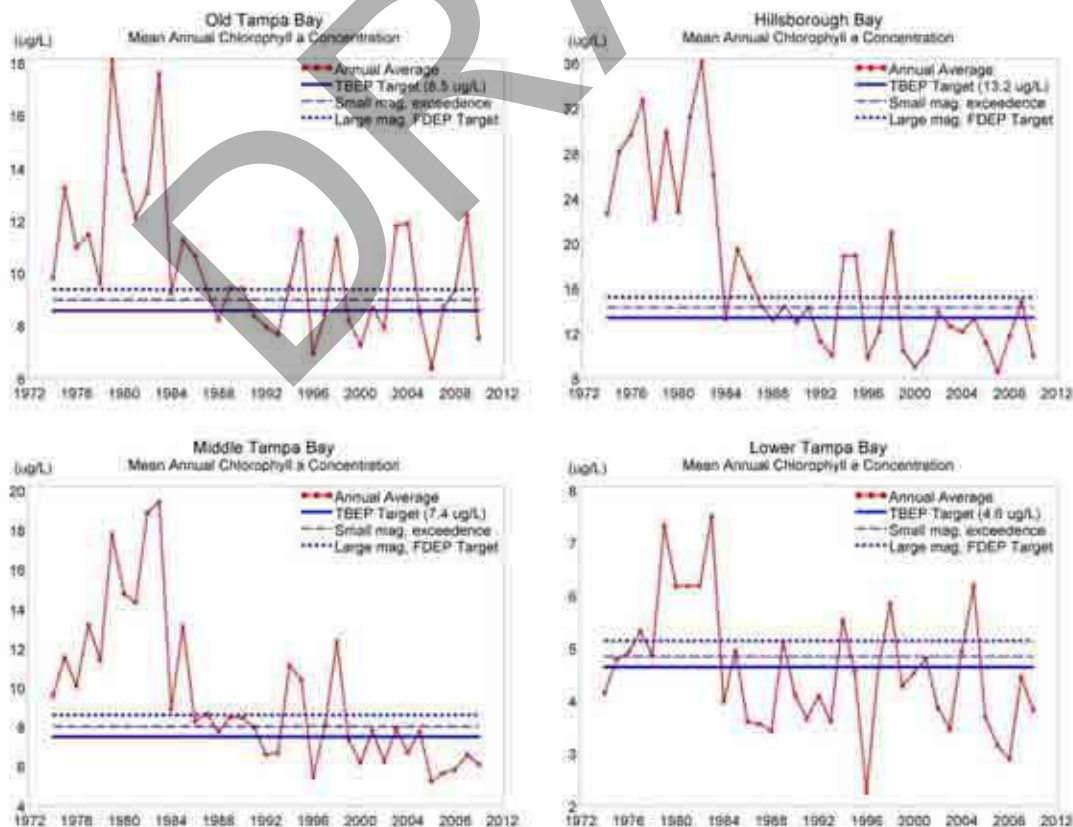 DRA
Old Tampa Bay
Mean Annual Chlorophyll a Concentration
(ug/L)
Annual Average
TBEP Target (8.5 ug/L)
Small mag. exceedence
Large mag, FDEP Target
18
16
14
12
10
8
6
1972 1976 1980 1984 1988 1992 1996 2000 2004 2008 2012
Hillsborough Bay
Mean Annual Chlorophyll a Concentration
(ug/L)
Annual Average
TBEP Target (13.2 ug/L)
Small mag. exceedence
Large mag, FDEP Target
36
32
28
24
20
16
12
8
1972 1976 1980 1984 1988 1992 1996 2000 2004 2008 2012
Middle Tampa Bay
Mean Annual Chlorophyll a Concentration
(ug/L)
Annual Average
TBEP Target (7.4 ug/L)
Small mag. exceedence
Large mag, FDEP Target
20
18
16
14
12
10
8
6
4
1972 1976 1980 1984 1988 1992 1996 2000 2004 2008 2012
Lower Tampa Bay
Mean Annual Chlorophyll a Concentration
(ug/L)
Annual Average
TBEP Target (4.6 ug/L)
Small mag. exceedence
Large mag, FDEP Target
8
7
6
5
4
3
2
1972 1976 1980 1984 1988 1992 1996 2000 2004 2008 2012